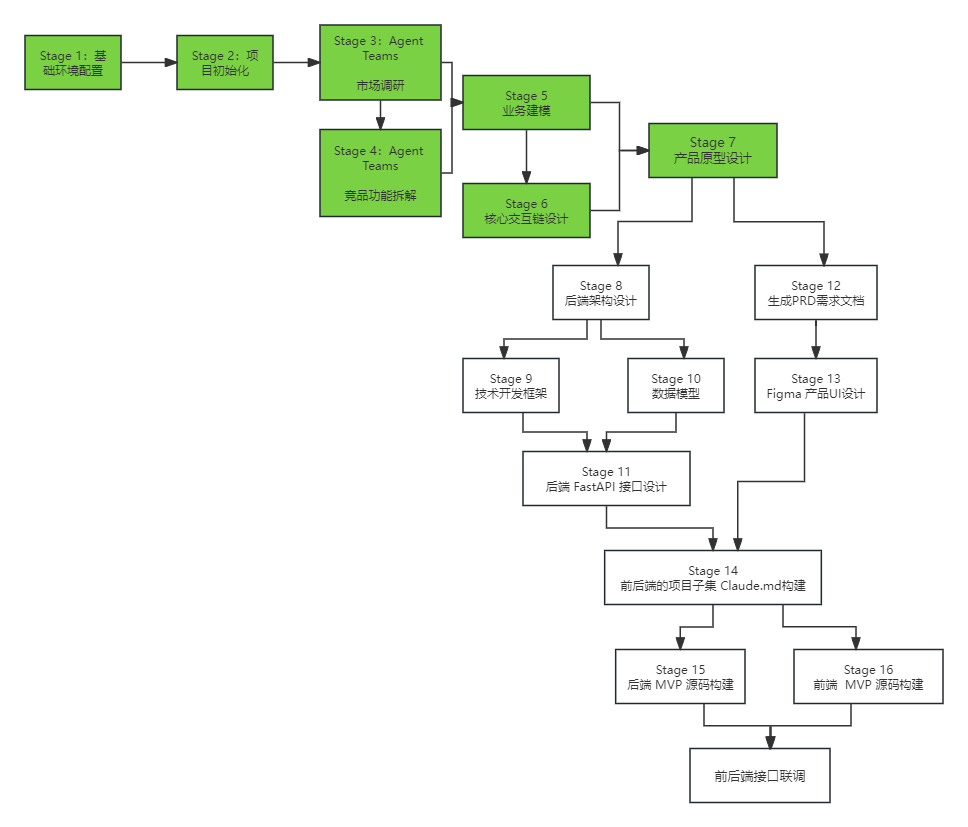 Stage 1：基
础环境配置
Stage 2：项
目初始化
Stage 3：Agent
Teams
市场调研
Stage 4：Agent
Teams
竞品功能拆解
Stage 5
业务建模
Stage 6
核心交互链设计
Stage 7
产品原型设计
Stage 8
后端架构设计
Stage 12
生成PRD需求文档
Stage 9
技术开发框架
Stage 10
数据模型
Stage 13
Figma 产品UI设计
Stage 11
后端 FastAPI 接口设计
Stage 14
前后端的项目子集 Claude.md构建
Stage 15
后端 MVP 源码构建
Stage 16
前端  MVP 源码构建
前后端接口联调